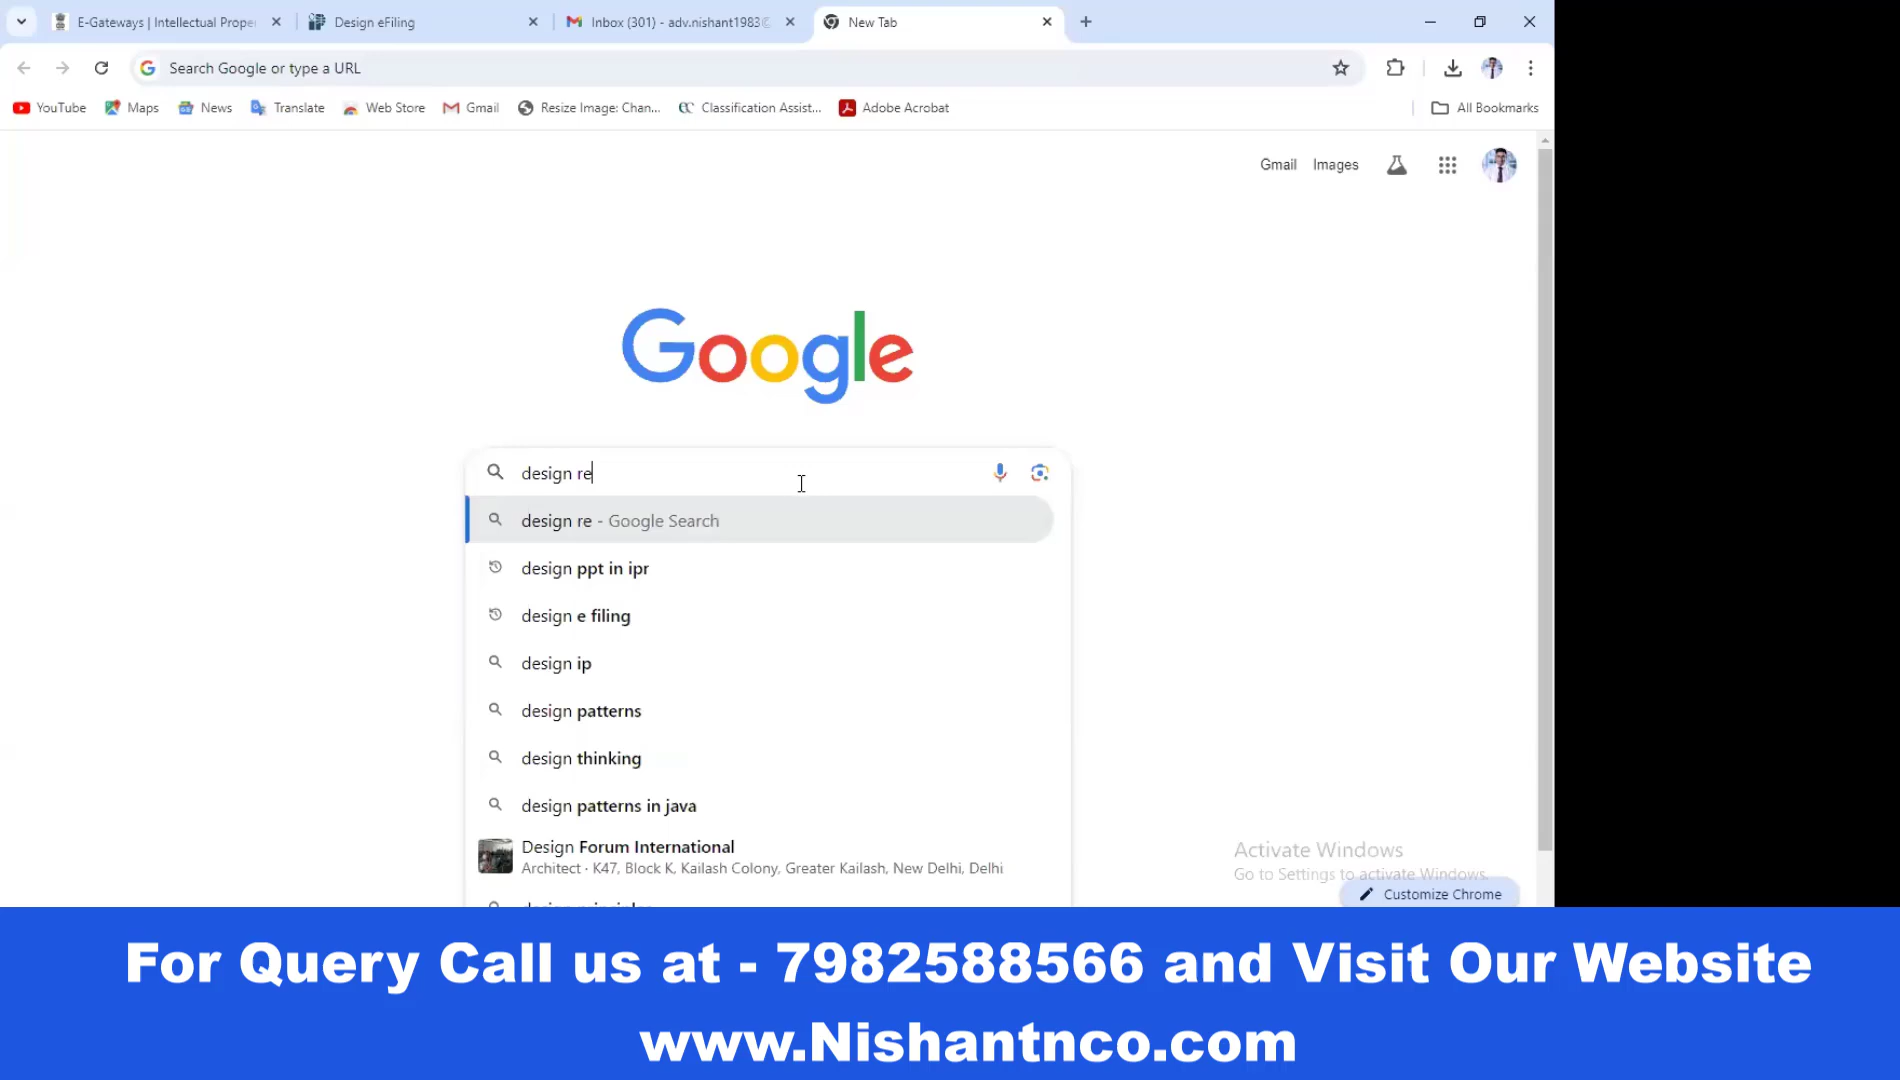 E-Gateways | Intellectual Prope
Design eFiling
Inbox (301) - adv.nishant1983@
New Tab
Search Google or type a URL
YouTube
Maps
News
Translate
Web Store
Gmail
Resize Image: Chan...
Classification Assist...
Adobe Acrobat
All Bookmarks
Gmail
Images
Google
design re
design re - Google Search
design ppt in ipr
design e filing
design ip
design patterns
design thinking
design patterns in java
Design Forum International
Architect · K47, Block K, Kailash Colony, Greater Kailash, New Delhi, Delhi
design principles
Activate Windows
Go to Settings to activate Windows.
Customize Chrome
For Query Call us at - 7982588566 and Visit Our Website
www.Nishantnco.com